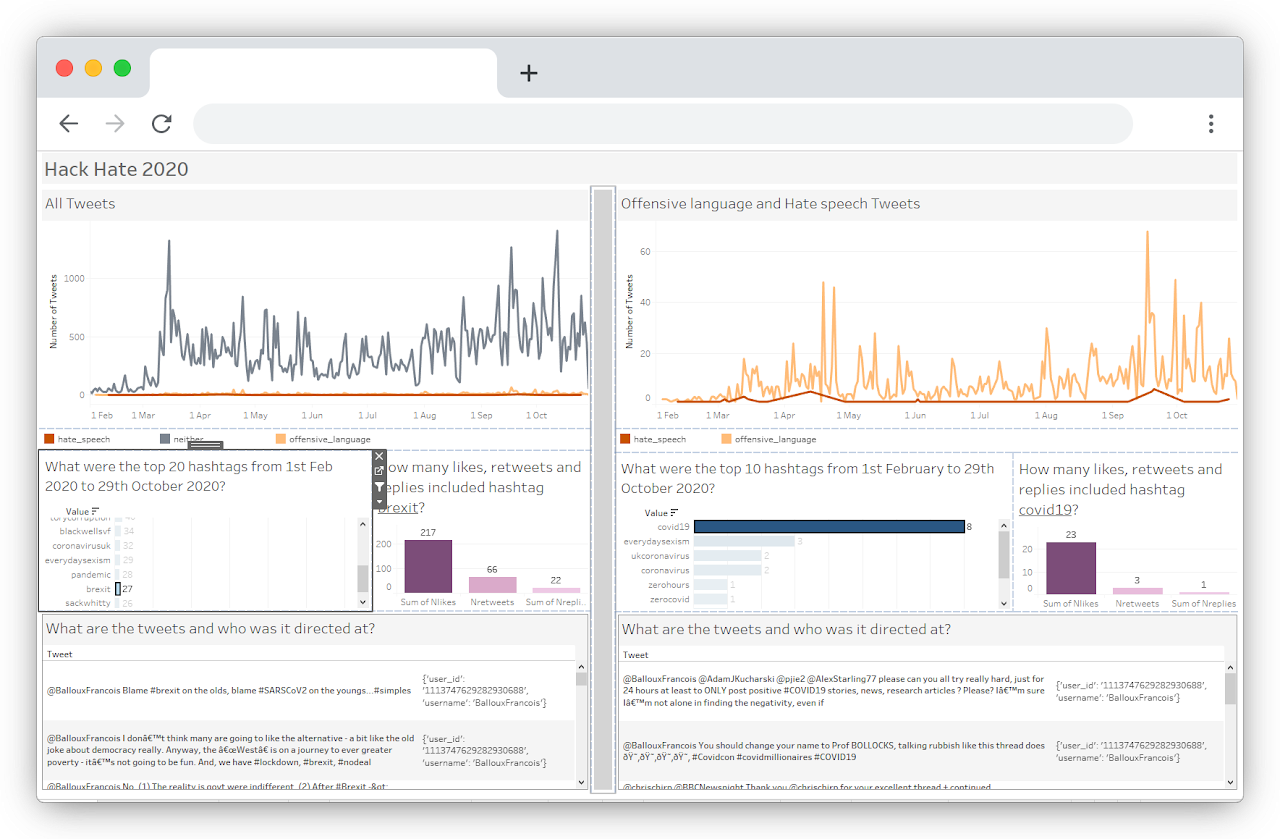 Hack Hate 2020
All Tweets
Number of Tweets
1000
500
0
1 Feb 1 Mar 1 Apr 1 May 1 Jun 1 Jul 1 Aug 1 Sep 1 Oct
hate_speech neither offensive_language
What were the top 20 hashtags from 1st Feb
2020 to 29th October 2020?
Value
blackwellsvf 34
coronavirusuk 32
everydaysexism 29
pandemic 28
brexit 27
sackwhitty 26
ow many likes, retweets and
eplies included hashtag
brexit?
217
66
22
200
100
0
Sum of Nlikes Nretweets Sum of Nrepli..
What are the tweets and who was it directed at?
Tweet
@BallouxFrancois Blame #brexit on the olds, blame #SARSCoV2 on the youngs...#simples
{'user_id':
'1113747629282930688',
'username': 'BallouxFrancois'}
@BallouxFrancois I donâ€™t think many are going to like the alternative - a bit like the old
joke about democracy really. Anyway, the â€œWestâ€ is on a journey to ever greater
poverty - itâ€™s not going to be fun. And, we have #lockdown, #brexit, #nodeal
{'user_id':
'1113747629282930688',
'username': 'BallouxFrancois'}
@BallouxFrancois No. (1) The reality is govt were indifferent. (2) After #Brexit -&gt;
Offensive language and Hate speech Tweets
Number of Tweets
60
40
20
0
1 Feb 1 Mar 1 Apr 1 May 1 Jun 1 Jul 1 Aug 1 Sep 1 Oct
hate_speech offensive_language
What were the top 10 hashtags from 1st February to 29th
October 2020?
Value
covid19 8
everydaysexism 3
ukcoronavirus 2
coronavirus 2
zerohours 1
zerocovid 1
How many likes, retweets and
replies included hashtag
covid19?
23
3
1
20
10
0
Sum of Nlikes Nretweets Sum of Nreplies
What are the tweets and who was it directed at?
Tweet
@BallouxFrancois @AdamJKucharski @pjie2 @AlexStarling77 please can you all try really hard, just for
24 hours at least to ONLY post positive #COVID19 stories, news, research articles ? Please? Iâ€™m sure
Iâ€™m not alone in finding the negativity, even if
{'user_id':
'1113747629282930688',
'username': 'BallouxFrancois'}
@BallouxFrancois You should change your name to Prof BOLLOCKS, talking rubbish like this thread does
ðŸ˜‚ðŸ˜‚ðŸ˜‚, #Covidcon #covidmillionaires #COVID19
{'user_id':
'1113747629282930688',
'username': 'BallouxFrancois'}
@chrischirp @BBCNewsnight Thank you @chrischirp for your excellent thread + continued